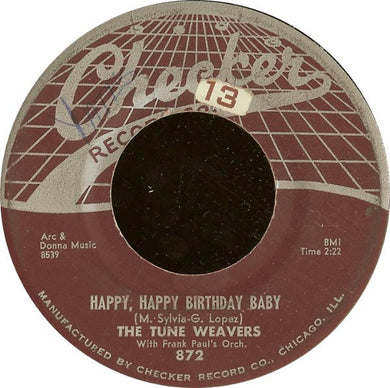 Checker
13
RECORD
Arc &
Donna Music
8539
BMI
Time 2:22
HAPPY, HAPPY BIRTHDAY BABY
(M. Sylvia-G. Lopez)
THE TUNE WEAVERS
With Frank Paul's Orch.
872
MANUFACTURED BY CHECKER RECORD CO., CHICAGO, ILL.